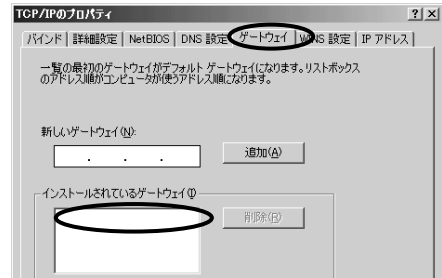 TCP/IPのプロパティ
バインド 詳細設定 NetBIOS DNS 設定 ゲートウェイ WINS 設定 IP アドレス
一覧の最初のゲートウェイがデフォルト ゲートウェイになります。リストボックス
のアドレス順がコンピュータが使うアドレス順になります。
新しいゲートウェイ(N):
. . .
追加(A)
インストールされているゲートウェイ(I)
削除(R)